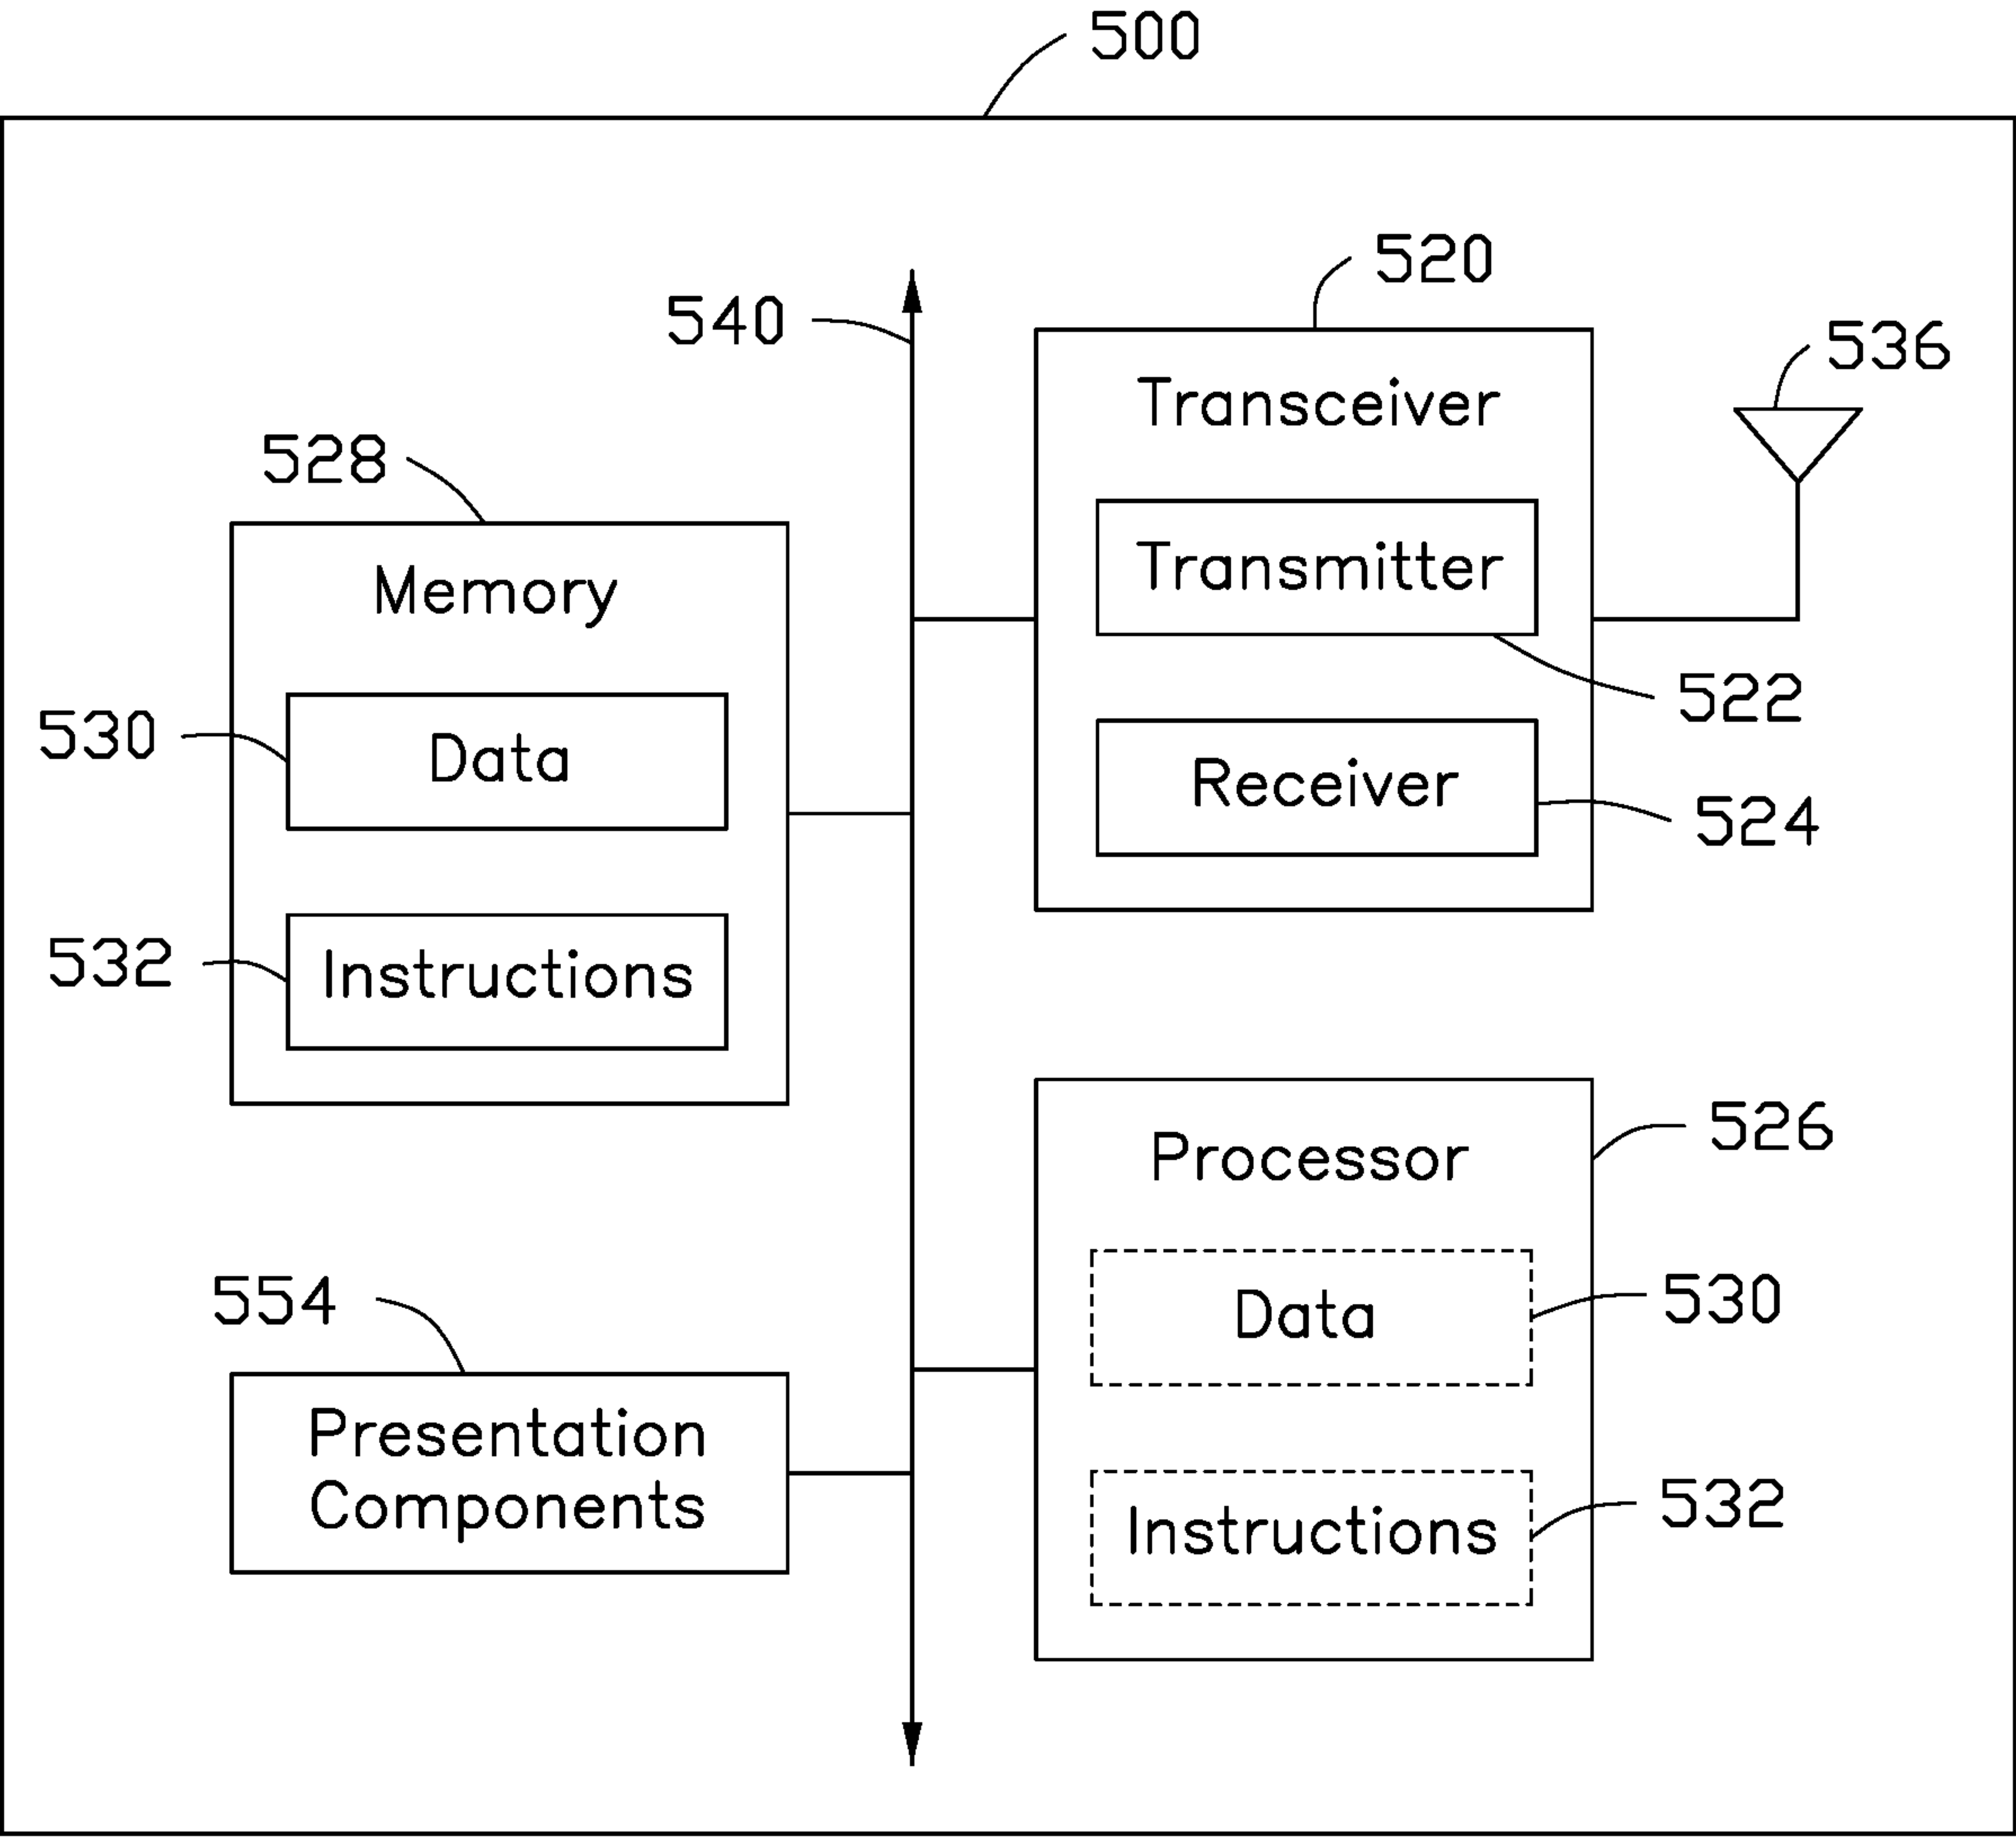 500
520
540
536
Transceiver
528
Transmitter
Memory
522
530
Data
Receiver
524
532
Instructions
526
Processor
554
Data
530
Presentation
Components
532
Instructions